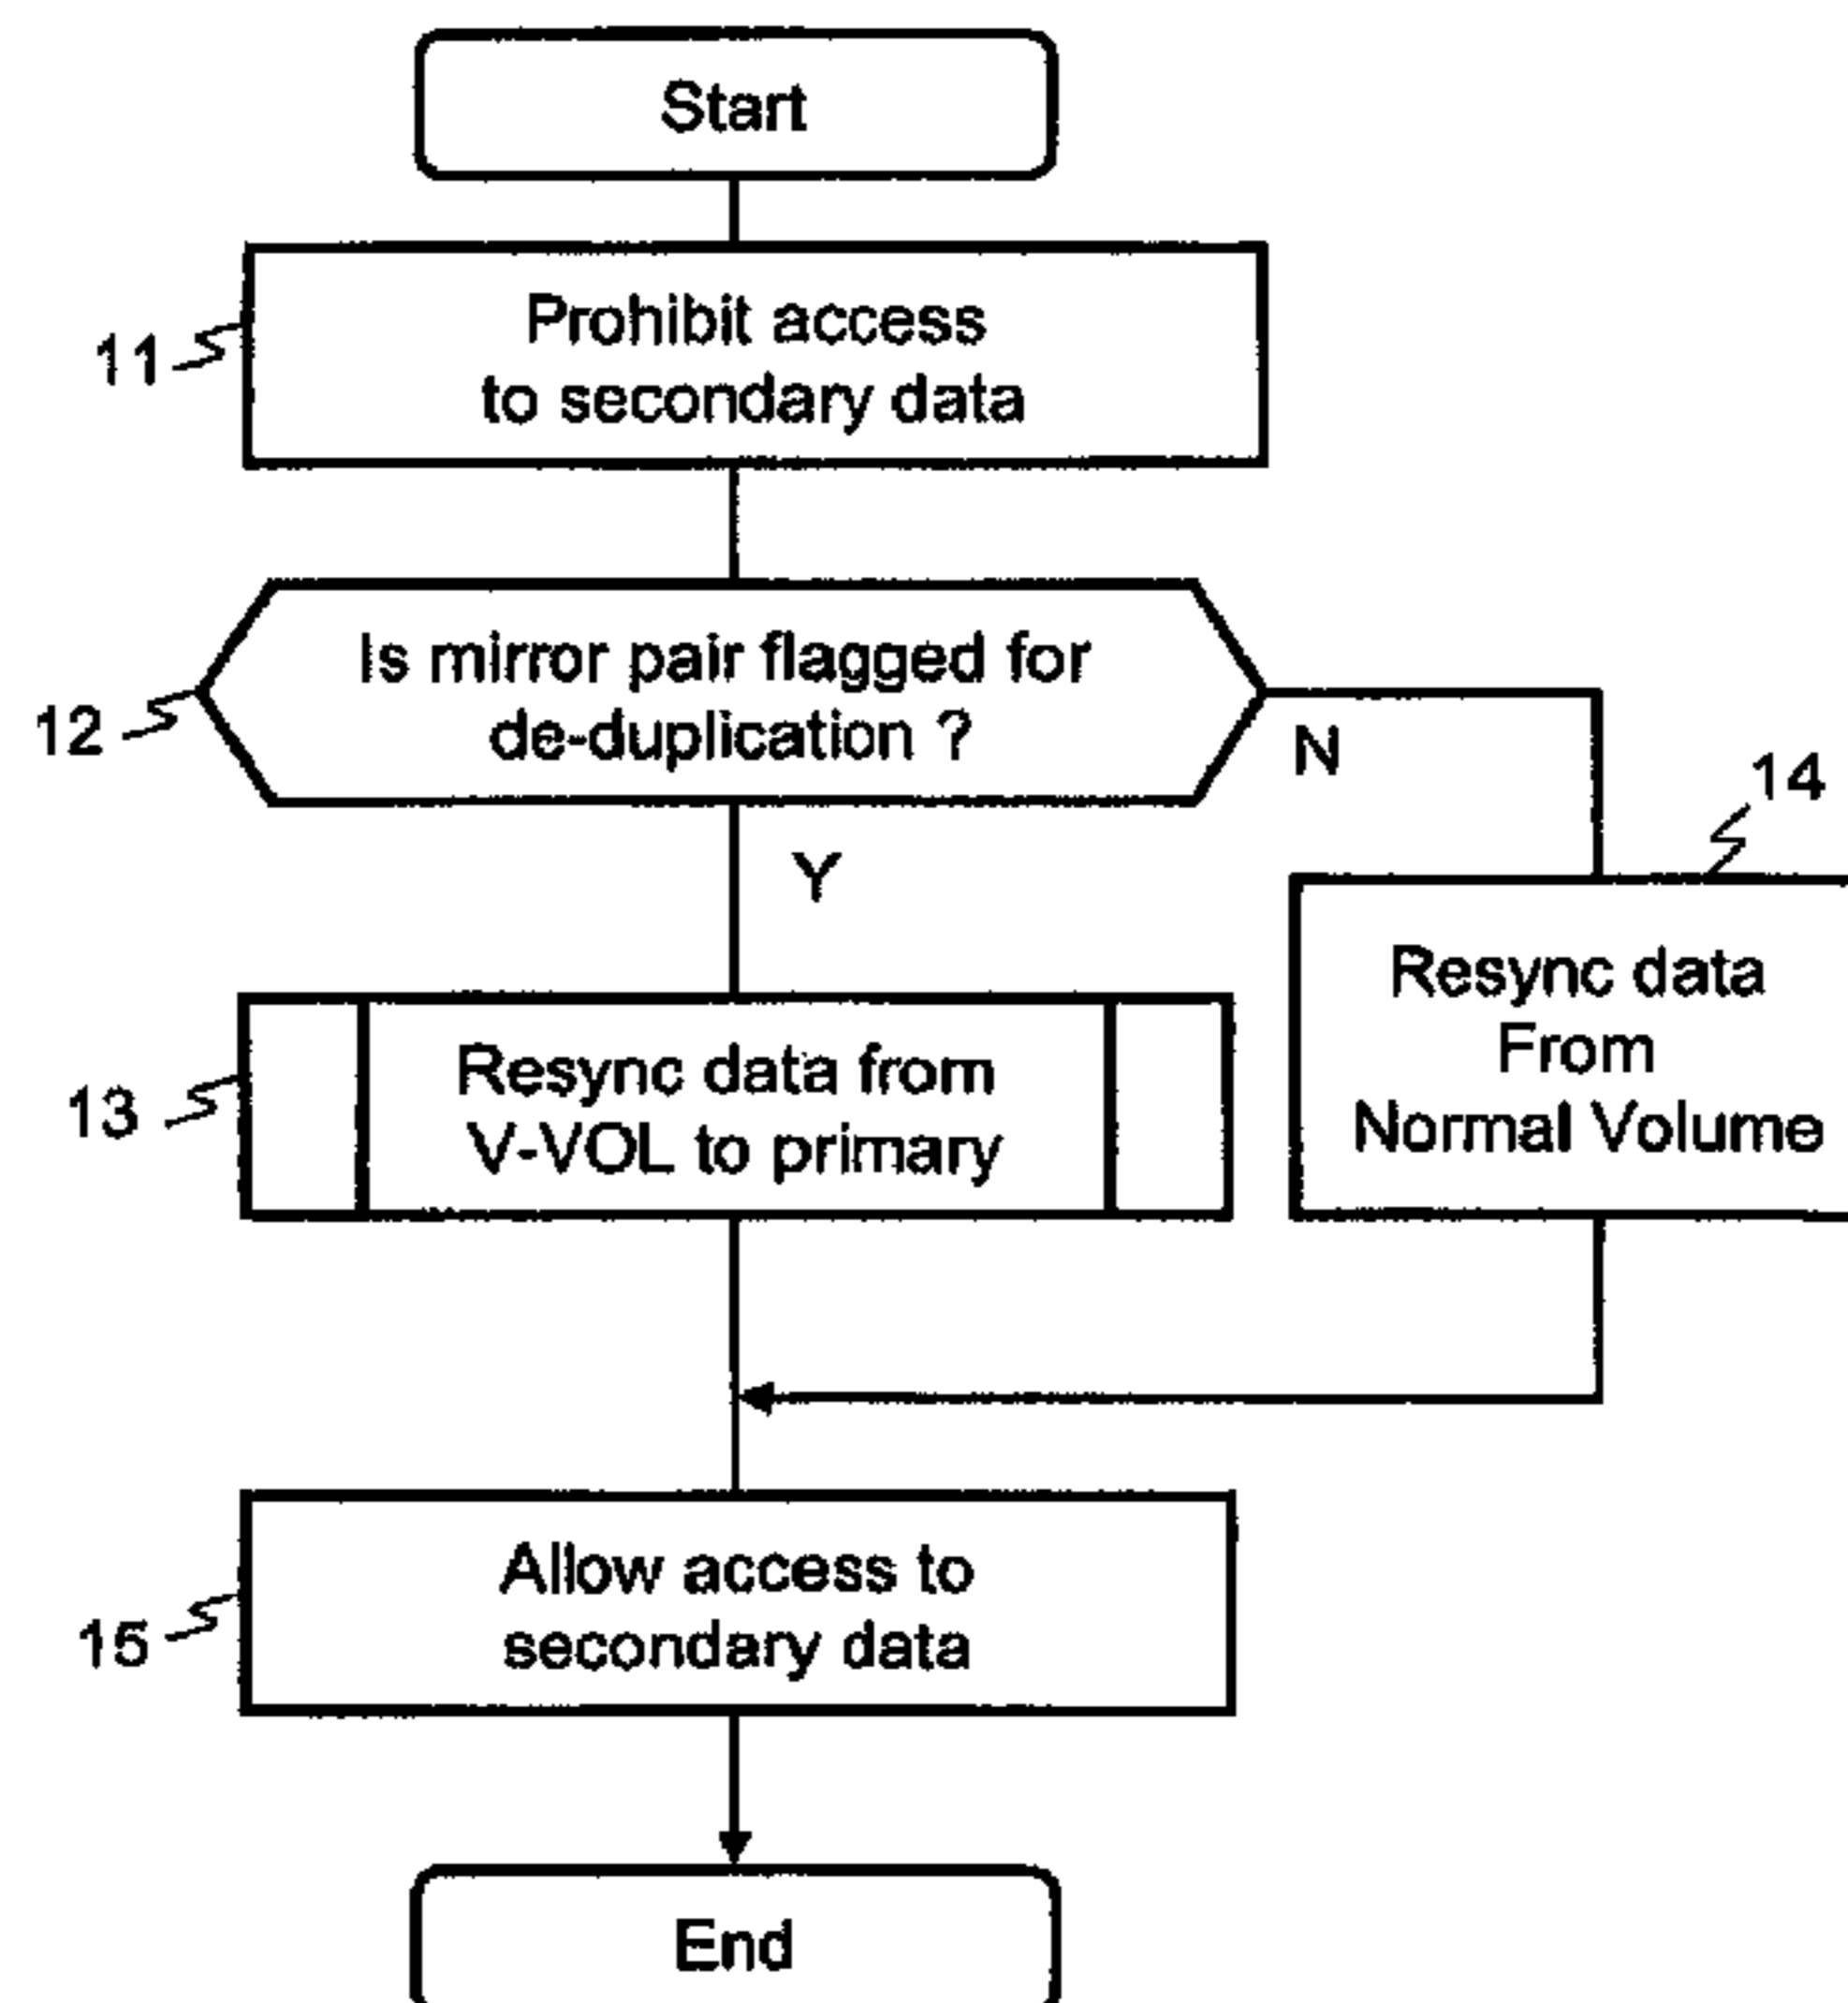 Start
11
Prohibit access
to secondary data
12
Is mirror pair flagged for
de-duplication ?
N
Y
14
Resync data
From
Normal Volume
13
Resync data from
V-VOL to primary
15
Allow access to
secondary data
End